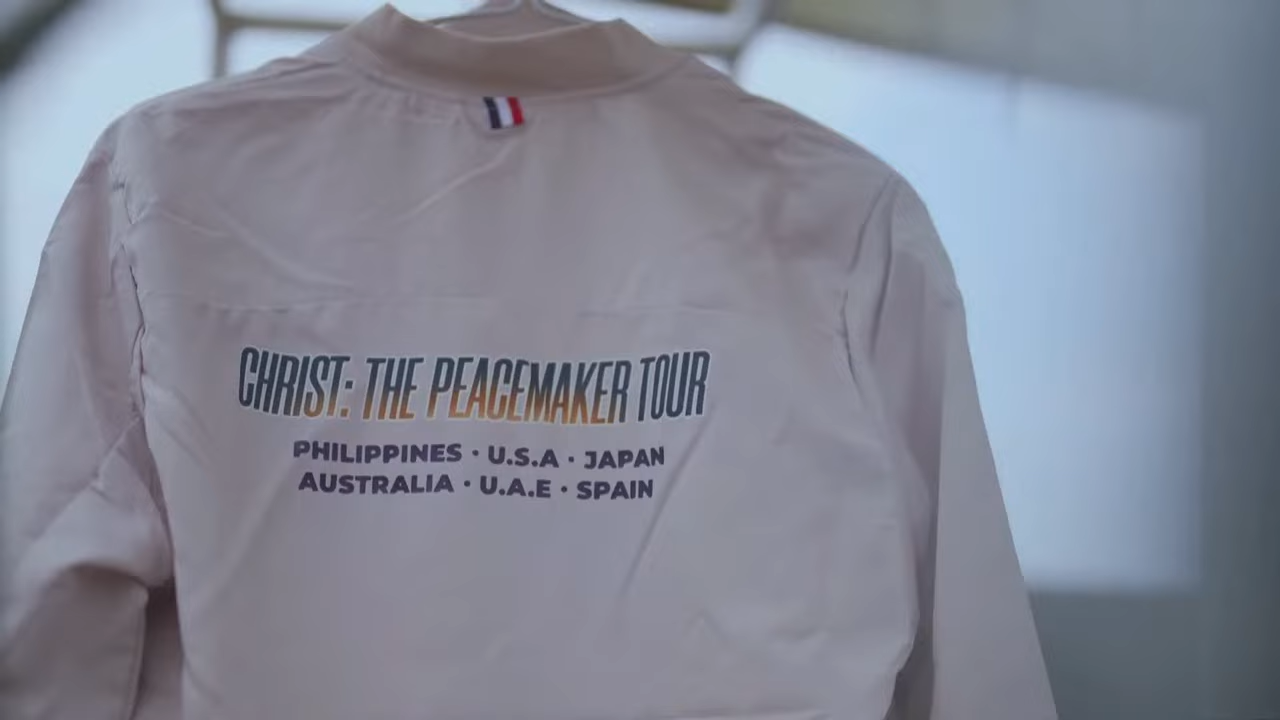 CHRIST: THE PEACEMAKER TOUR
PHILIPPINES • U.S.A • JAPAN
AUSTRALIA • U.A.E • SPAIN